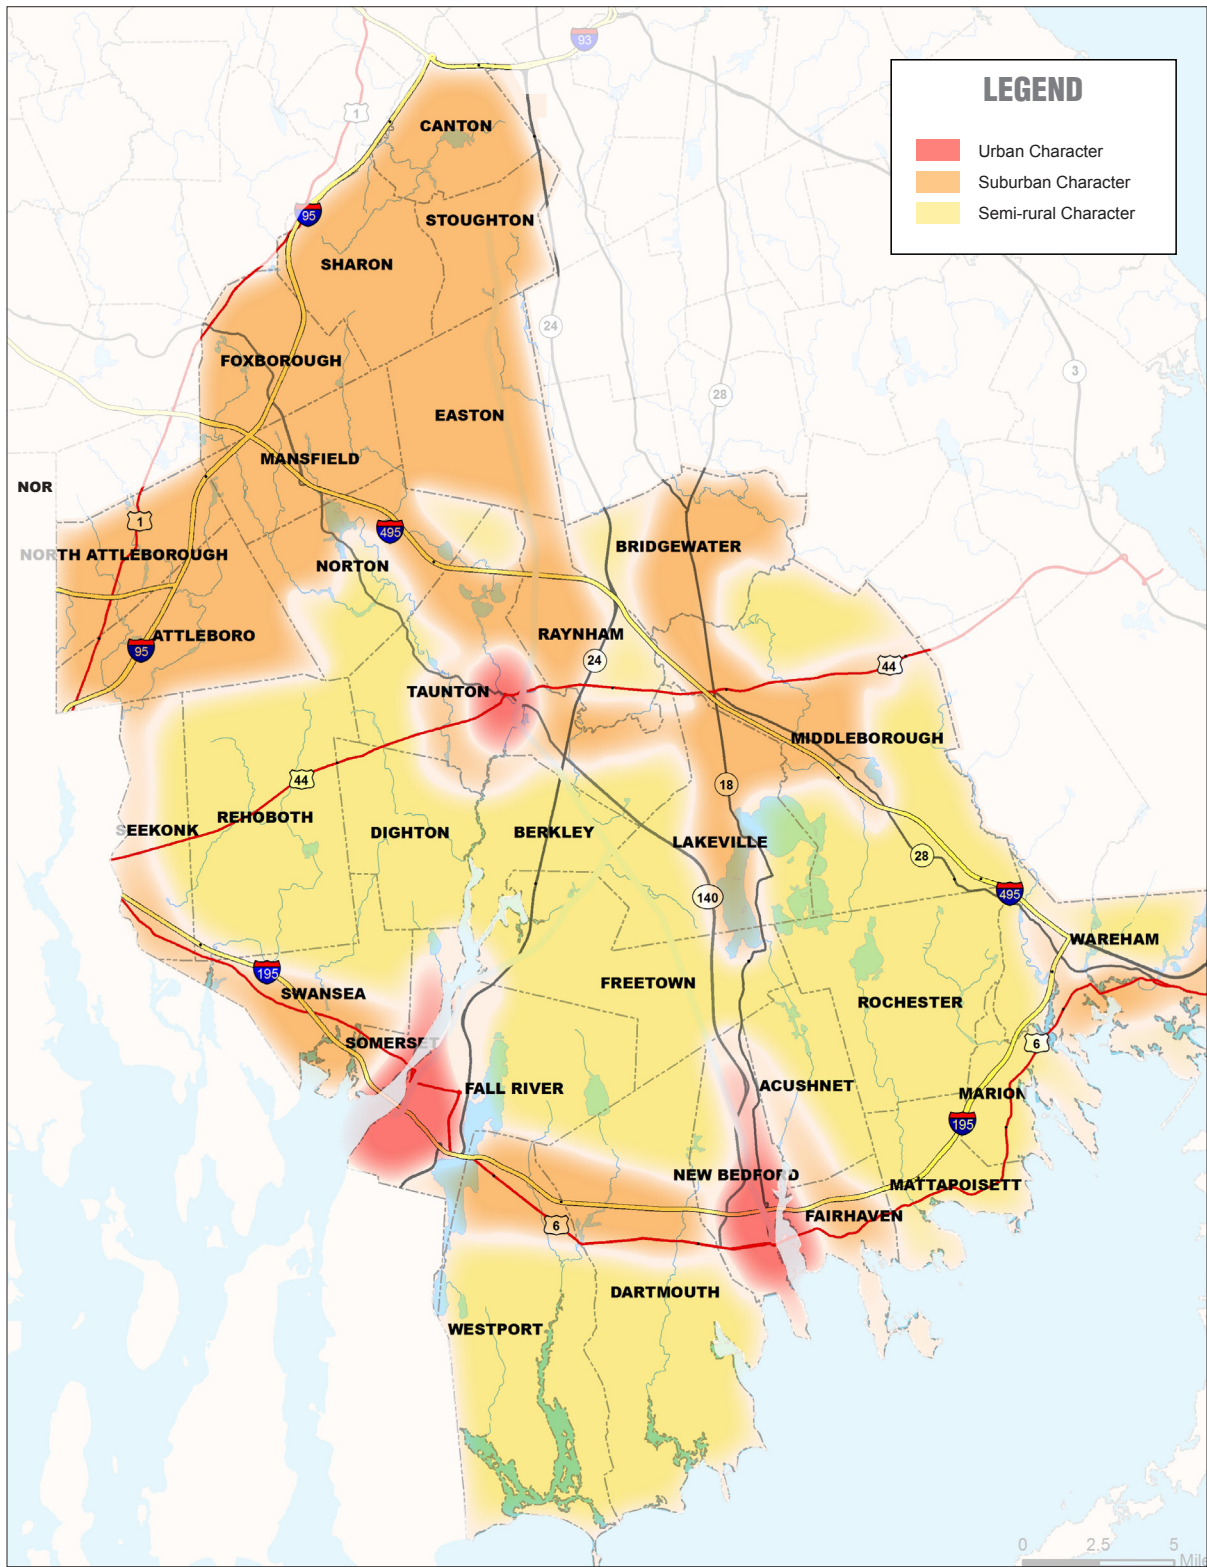 93
LEGEND
1
CANTON
Urban Character
Suburban Character
95
STOUGHTON
Semi-rural Character
SHARON
24
FOXBOROUGH
3
28
EASTON
MANSFIELD
NOR
1
495
NORTH ATTLEBOROUGH
BRIDGEWATER
NORTON
ATTLEBORO
RAYNHAM
95
24
44
TAUNTON
MIDDLEBOROUGH
44
18
REHOBOTH
SEEKONK
DIGHTON
BERKLEY
LAKEVILLE
28
140
495
WAREHAM
195
FREETOWN
SWANSEA
ROCHESTER
SOMERSET
6
FALL RIVER
ACUSHNET
MARION
195
NEW BEDFORD
MATTAPOISETT
FAIRHAVEN
6
DARTMOUTH
WESTPORT
0 2.5 5
Mile